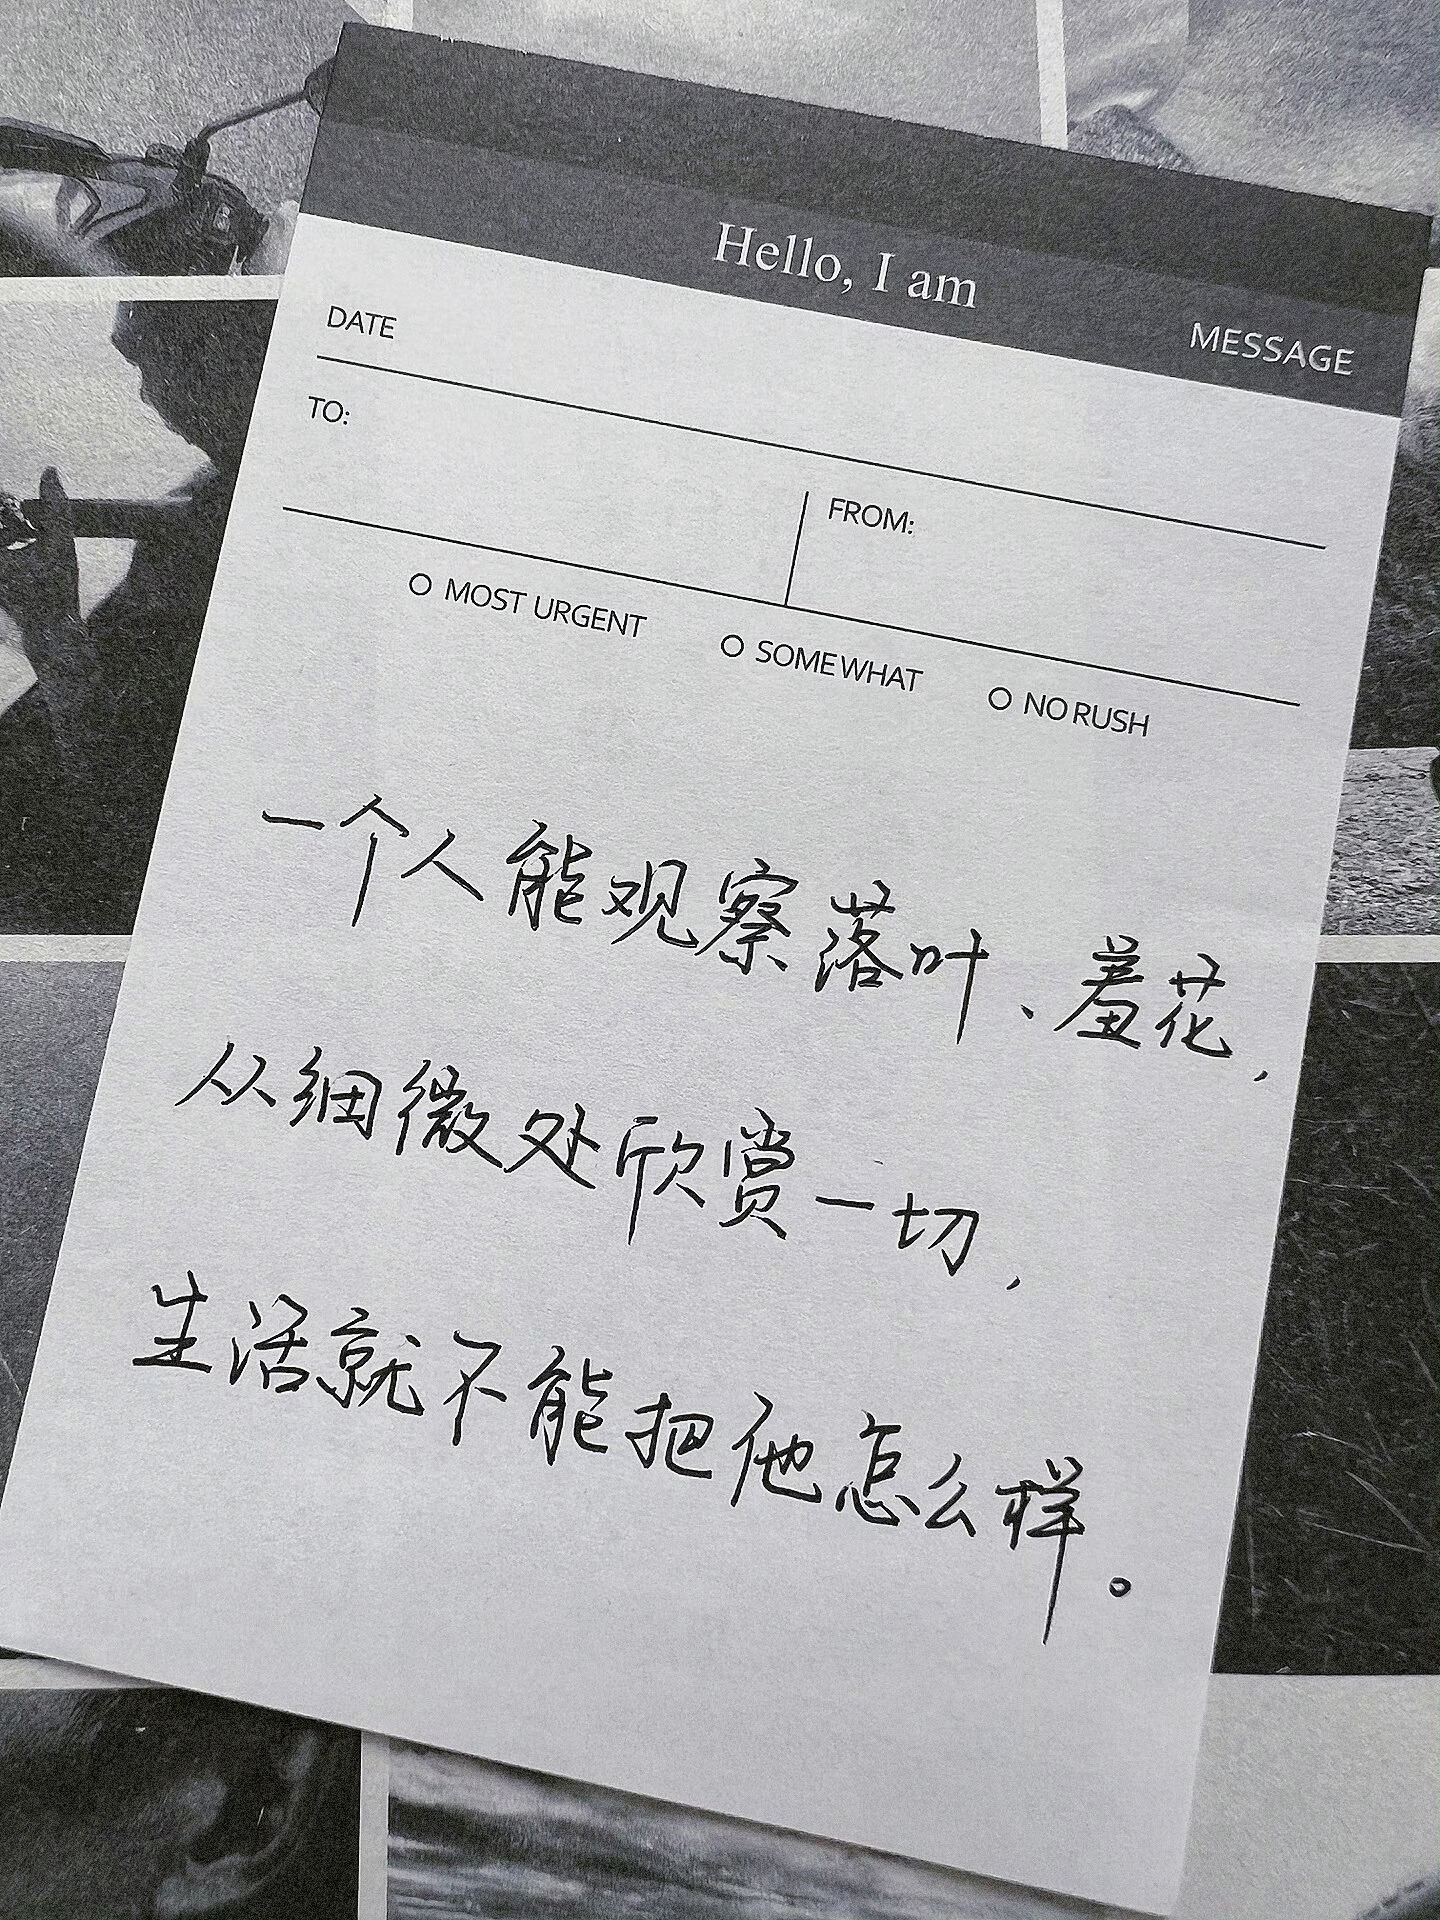 Hello, I am
MESSAGE
DATE
TO:
FROM:
MOST URGENT
SOMEWHAT
NO RUSH
一个人能观察落叶、羞花，
从细微处欣赏一切，
生活就不能把他怎么样。